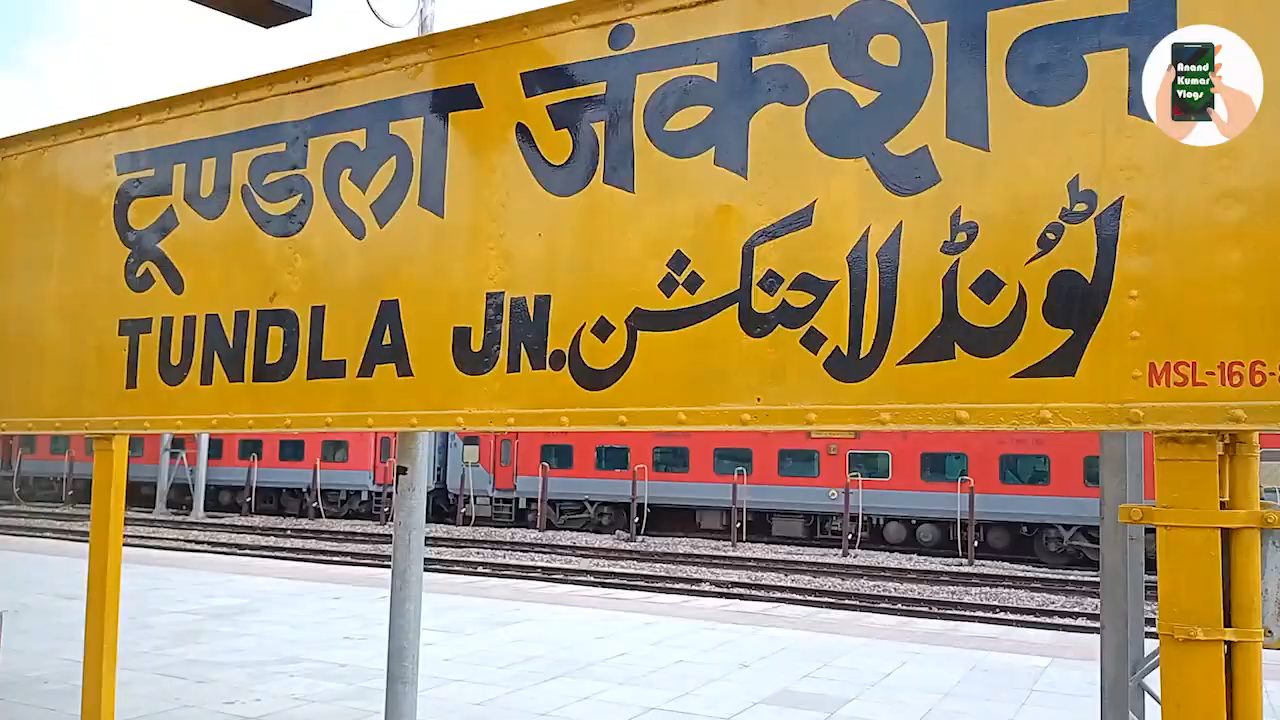 टूण्डला जंक्शन
TUNDLA JN.
ٹونڈلا جنکشن
MSL-166-
Anand
Kumar
Vlogs